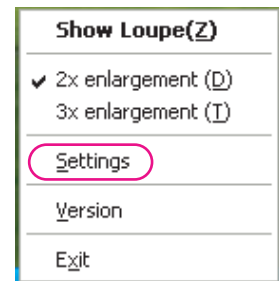 Show Loupe(Z)
2x enlargement (D)
3x enlargement (T)
Settings
Version
Exit